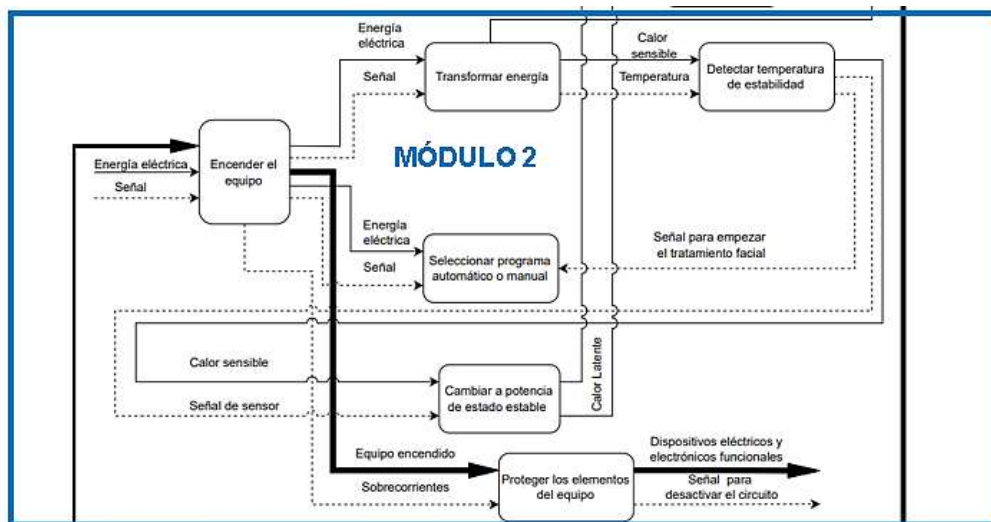 Energía
eléctrica
Señal
Transformar energía
Calor
sensible
Temperatura
Detectar temperatura
de estabilidad
Energía eléctrica
Señal
Encender el
equipo
MÓDULO 2
Energía
eléctrica
Señal
Seleccionar programa
automático o manual
Señal para empezar
el tratamiento facial
Calor sensible
Señal de sensor
Cambiar a potencia
de estado estable
Calor Latente
Equipo encendido
Sobrecorrientes
Proteger los elementos
del equipo
Dispositivos eléctricos y
electrónicos funcionales
Señal para
desactivar el circuito